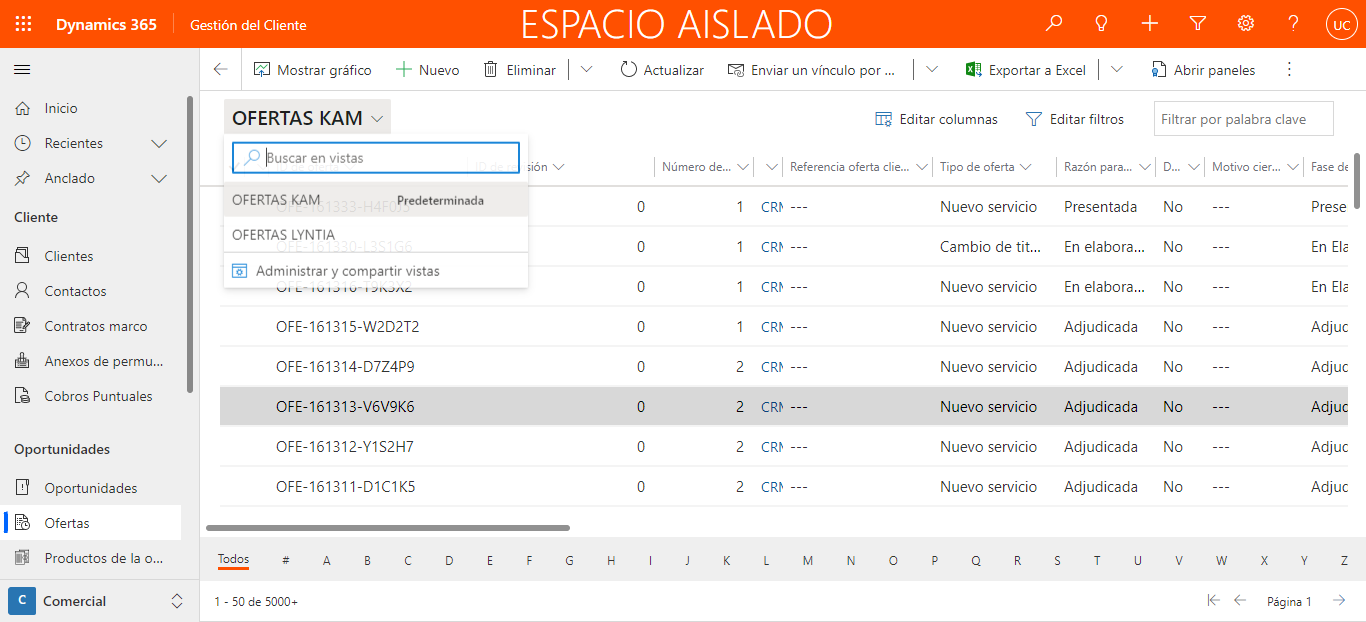 Dynamics 365 Gestión del Cliente ESPACIO AISLADO UC
Mostrar gráfico Nuevo Eliminar Actualizar Enviar un vínculo por ... Exportar a Excel Abrir paneles
Inicio
Recientes
Anclado
Cliente
Clientes
Contactos
Contratos marco
Anexos de permu...
Cobros Puntuales
Oportunidades
Oportunidades
Ofertas
Productos de la o...
C Comercial
OFERTAS KAM
Editar columnas Editar filtros Filtrar por palabra clave
Buscar en vistas
OFERTAS KAM Predeterminada
OFERTAS LYNTIA
Administrar y compartir vistas
ID de revisión Número de... Referencia oferta clie... Tipo de oferta Razón para... D... Motivo cier... Fase de
OFE-161333-H4F0J5 0 1 CRM --- Nuevo servicio Presentada No --- Prese
OFE-161330-L3S1G6 0 1 CRM --- Cambio de tit... En elabora... No --- En Ela
OFE-161316-T9K3X2 0 1 CRM --- Nuevo servicio En elabora... No --- En Ela
OFE-161315-W2D2T2 0 1 CRM --- Nuevo servicio Adjudicada No --- Adjud
OFE-161314-D7Z4P9 0 2 CRM --- Nuevo servicio Adjudicada No --- Adjud
OFE-161313-V6V9K6 0 2 CRM --- Nuevo servicio Adjudicada No --- Adjud
OFE-161312-Y1S2H7 0 2 CRM --- Nuevo servicio Adjudicada No --- Adjud
OFE-161311-D1C1K5 0 2 CRM --- Nuevo servicio Adjudicada No --- Adjud
Todos # A B C D E F G H I J K L M N O P Q R S T U V W X Y Z
1 - 50 de 5000+ Página 1